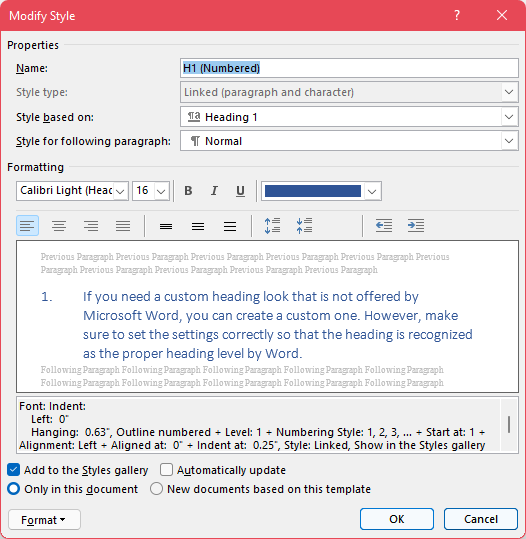 Modify Style ?
Properties
Name: H1 (Numbered)
Style type: Linked (paragraph and character)
Style based on: ¶a Heading 1
Style for following paragraph: ¶ Normal
Formatting
Calibri Light (Heac 16 B I U
Previous Paragraph Previous Paragraph Previous Paragraph Previous Paragraph Previous Paragraph Previous
Paragraph Previous Paragraph Previous Paragraph Previous Paragraph Previous Paragraph
1. If you need a custom heading look that is not offered by
Microsoft Word, you can create a custom one. However, make
sure to set the settings correctly so that the heading is recognized
as the proper heading level by Word.
Following Paragraph Following Paragraph Following Paragraph Following Paragraph Following Paragraph
Following Paragraph Following Paragraph Following Paragraph Following Paragraph Following Paragraph
Font: Indent:
Left: 0"
Hanging: 0.63", Outline numbered + Level: 1 + Numbering Style: 1, 2, 3, ... + Start at: 1 +
Alignment: Left + Aligned at: 0" + Indent at: 0.25", Style: Linked, Show in the Styles gallery
Add to the Styles gallery Automatically update
Only in this document New documents based on this template
Format OK Cancel